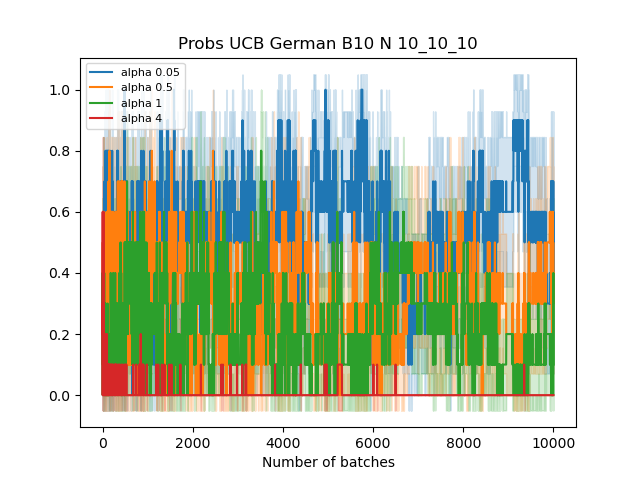 Probs UCB German B10 N 10_10_10
alpha 0.05
alpha 0.5
alpha 1
alpha 4
1.0
0.8
0.6
0.4
0.2
0.0
0 2000 4000 6000 8000 10000
Number of batches